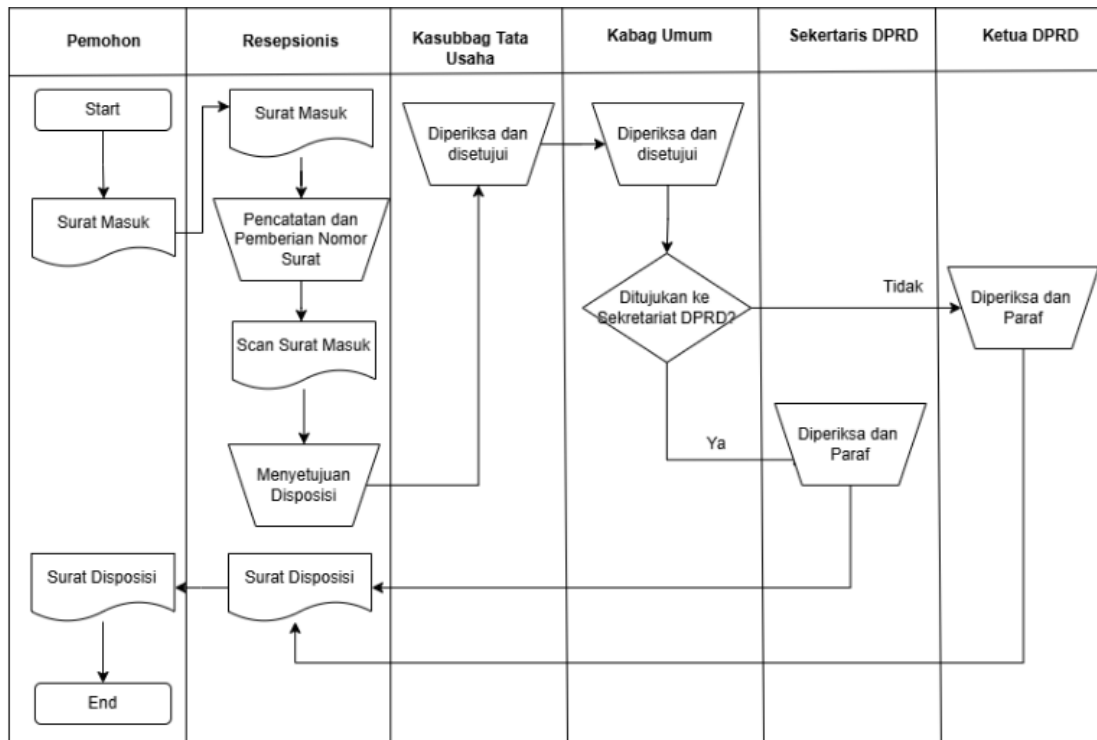 Pemohon
Resepsionis
Kasubbag Tata
Usaha
Kabag Umum
Sekertaris DPRD
Ketua DPRD
Start
Surat Masuk
Surat Masuk
Pencatatan dan
Pemberian Nomor
Surat
Scan Surat Masuk
Menyetujuan
Disposisi
Diperiksa dan
disetujui
Diperiksa dan
disetujui
Ditujukan ke
Sekretariat DPRD?
Tidak
Ya
Diperiksa dan
Paraf
Diperiksa dan
Paraf
Surat Disposisi
Surat Disposisi
End